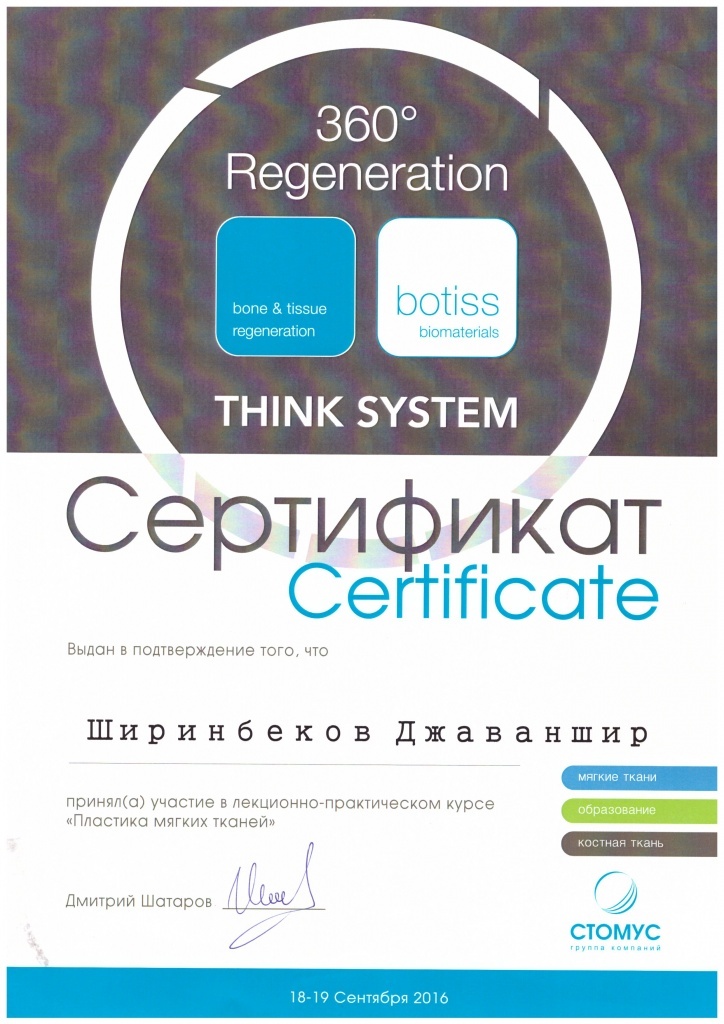 360°
Regeneration
bone & tissue
regeneration
botiss
biomaterials
THINK SYSTEM
Сертификат
Certificate
Выдан в подтверждение того, что
Ширинбеков Джаваншир
принял(а) участие в лекционно-практическом курсе
«Пластика мягких тканей»
мягкие ткани
образование
костная ткань
Дмитрий Шатаров
СТОМУС
группа компаний
18-19 Сентября 2016